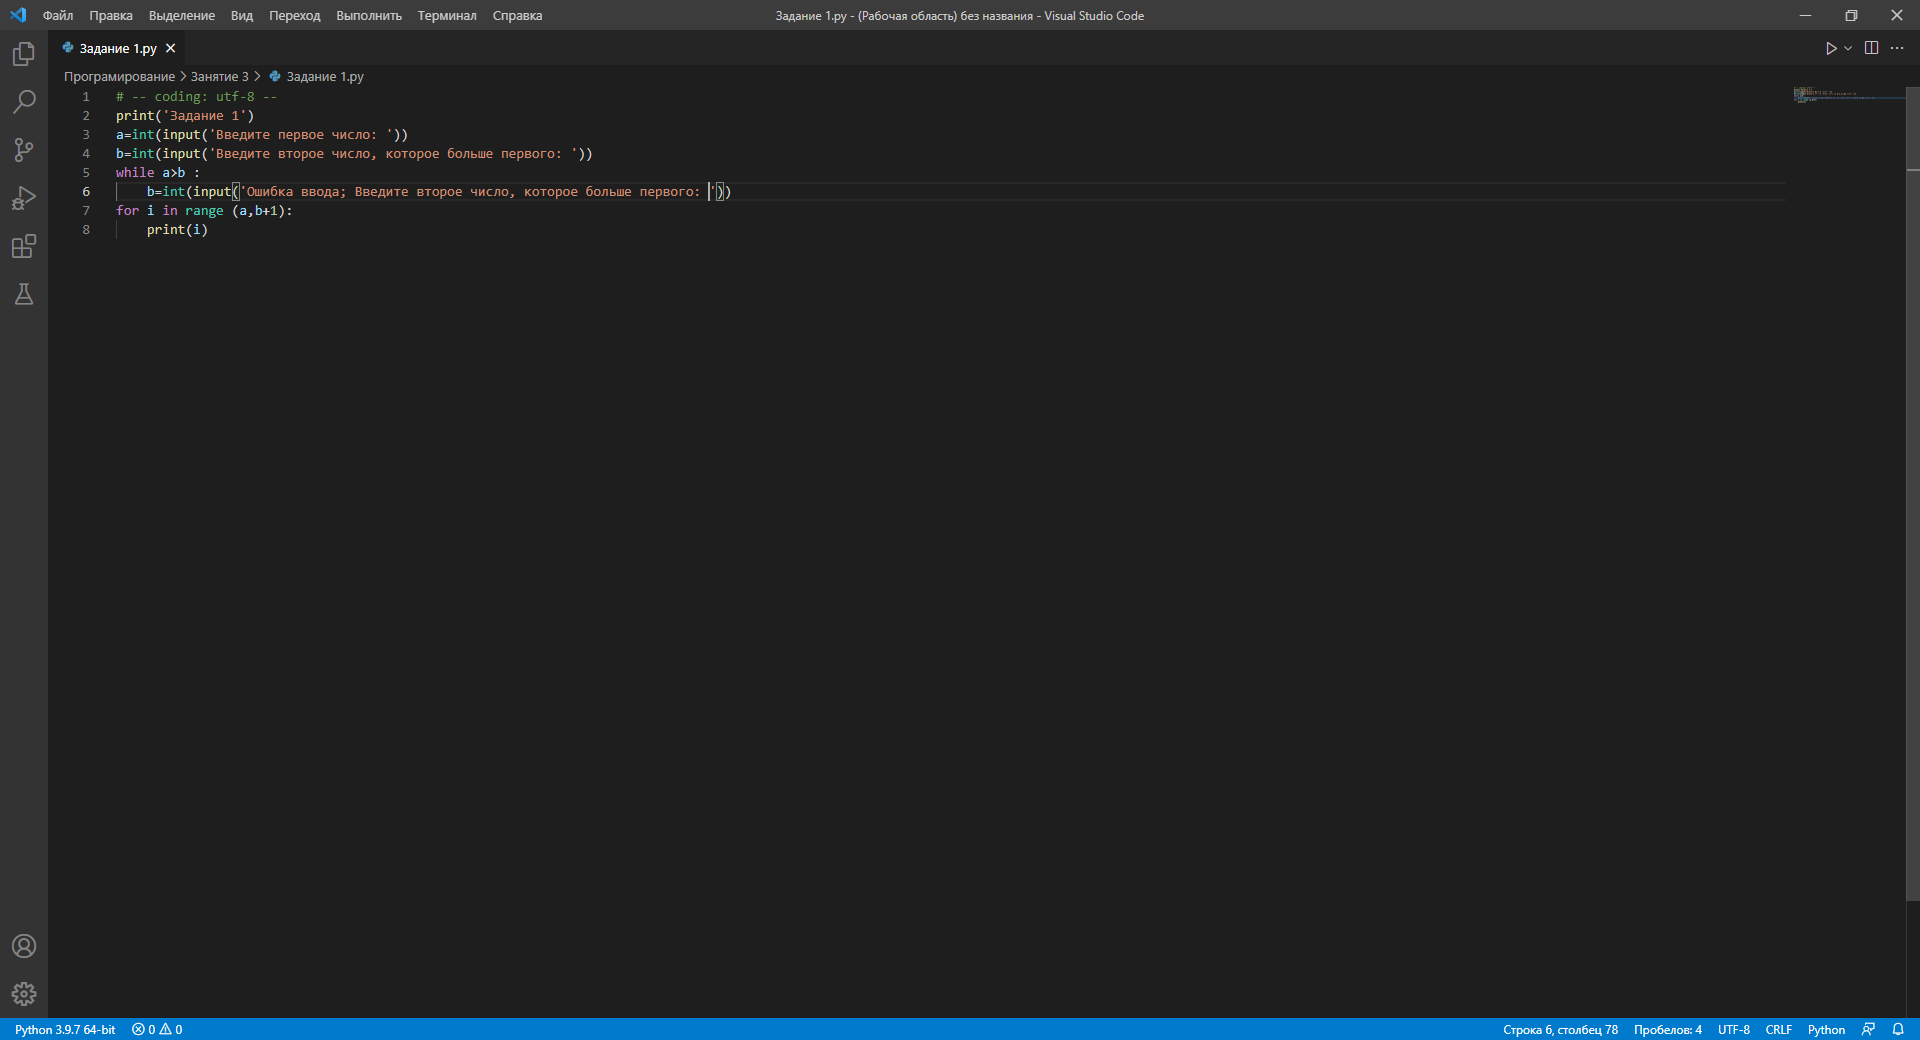 Файл Правка Выделение Вид Переход Выполнить Терминал Справка
Задание 1.py - (Рабочая область) без названия - Visual Studio Code
Задание 1.py
Програмирование > Занятие 3 > Задание 1.py
1 # -- coding: utf-8 --
2 print('Задание 1')
3 a=int(input('Введите первое число: '))
4 b=int(input('Введите второе число, которое больше первого: '))
5 while a>b :
6 b=int(input('Ошибка ввода; Введите второе число, которое больше первого: '))
7 for i in range (a,b+1):
8 print(i)
Python 3.9.7 64-bit 0 0 Строка 6, столбец 78 Пробелов: 4 UTF-8 CRLF Python